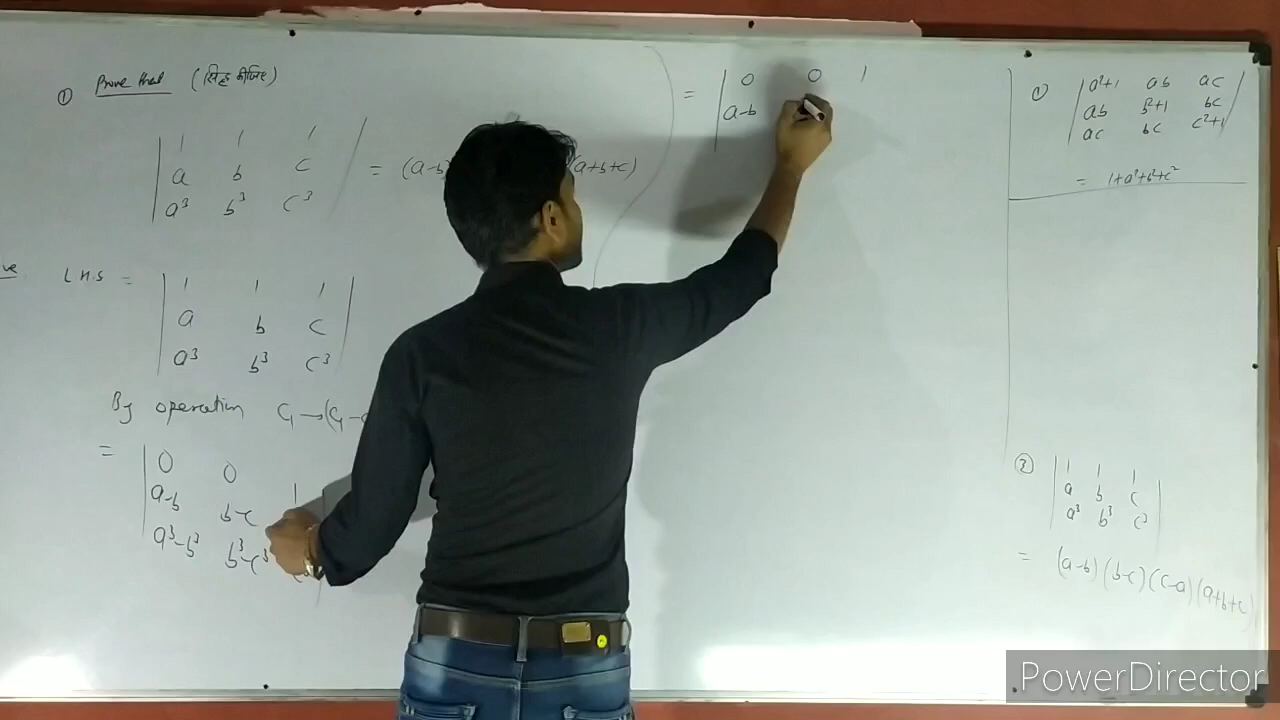 ① Prove that (सिद्ध कीजिए)
| 1 1 1 |
| a b c | = (a-b) (a+b+c)
| a³ b³ c³ |
LHS =
| 1 1 1 |
| a b c |
| a³ b³ c³ |
By operation C₁→(C₁-
=
| 0 0 1
a-b b-c
a³-b³ b³-c³
=
| 0 0 1
a-b
①
| a²+1 ab ac |
| ab b²+1 bc |
| ac bc c²+1 |
= 1+a²+b²+c²
②
| 1 1 1 |
| a b c |
| a³ b³ c³ |
= (a-b) (b-c) (c-a) (a+b+c)
PowerDirector